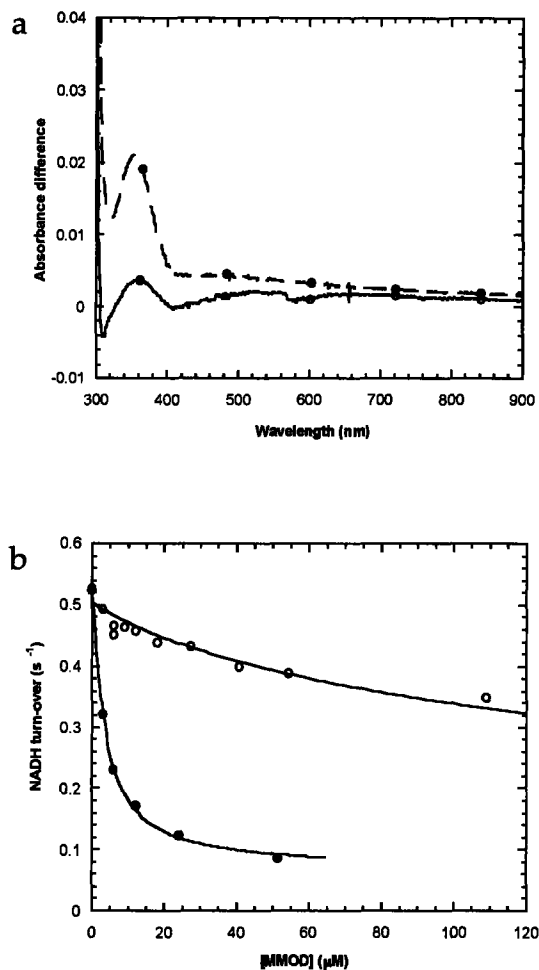 a
0.04
0.03
0.02
0.01
0
-0.01
Absorbance difference
300 400 500 600 700 800 900
Wavelength (nm)
b
0.6
0.5
0.4
0.3
0.2
0.1
0
NADH turn-over (s⁻¹)
0 20 40 60 80 100 120
[MMOD] (μM)